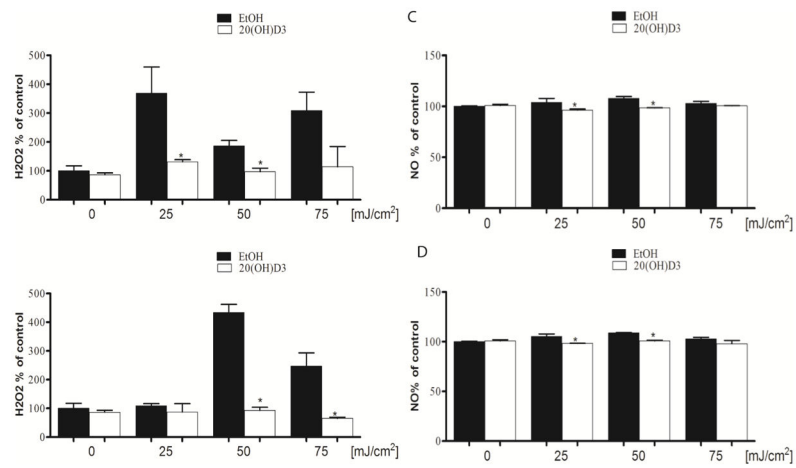 EtOH
20(OH)D3
H2O2 % of control
500
400
300
200
100
0
0 25 50 75 [mJ/cm²]
C
EtOH
20(OH)D3
NO % of control
150
100
50
0
* *
0 25 50 75 [mJ/cm²]
* *
EtOH
20(OH)D3
H2O2 % of control
500
400
300
200
100
0
* *
0 25 50 75 [mJ/cm²]
D
EtOH
20(OH)D3
NO% of control
150
100
50
0
* *
0 25 50 75 [mJ/cm²]